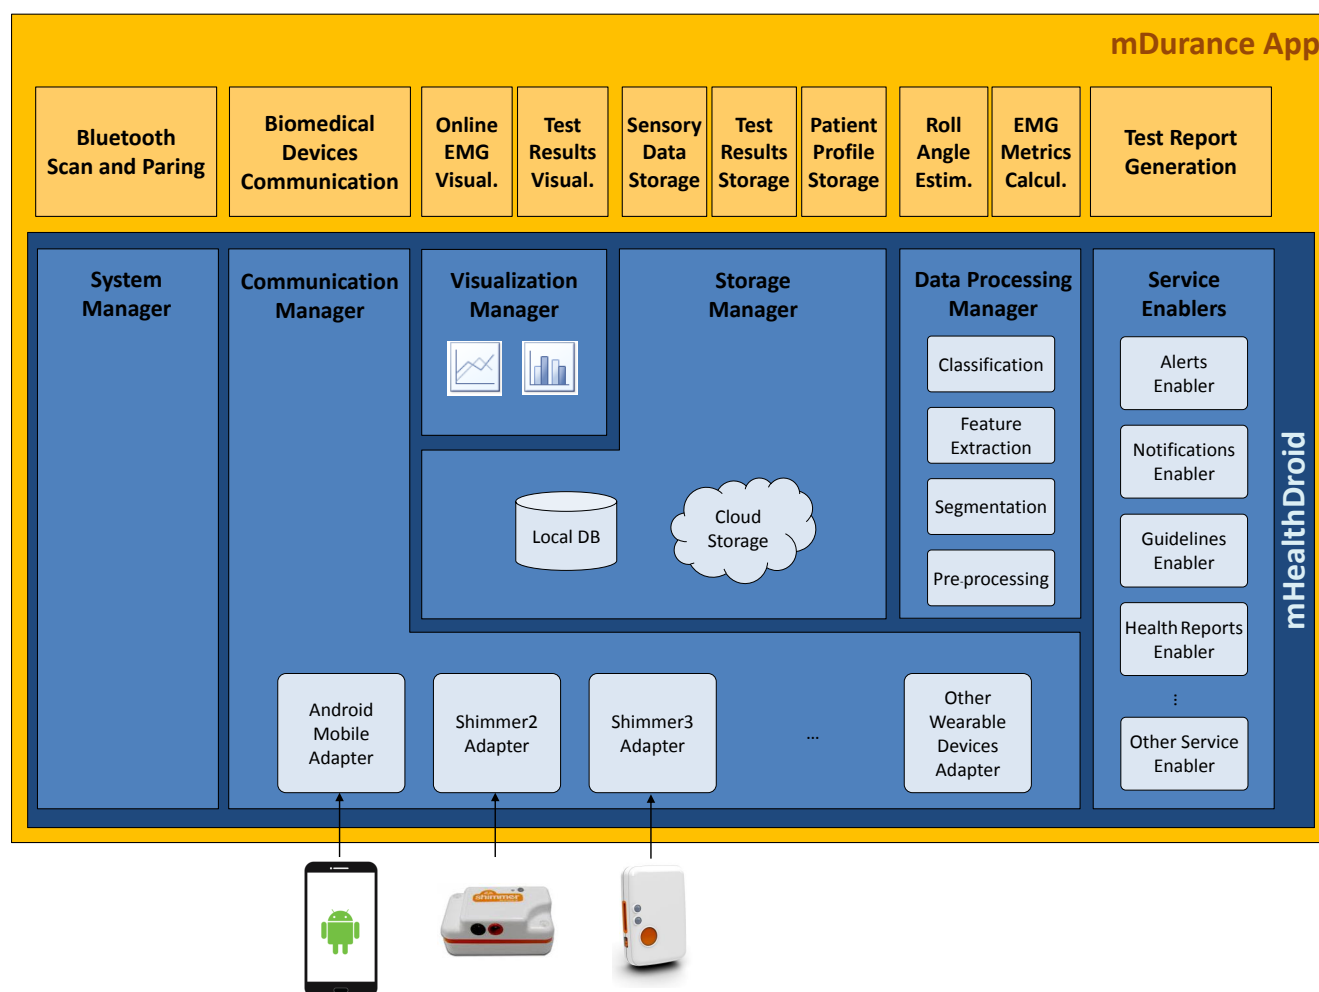 mDurance App
Bluetooth
Scan and Paring
Biomedical
Devices
Communication
Online
EMG
Visual.
Test
Results
Visual.
Sensory
Data
Storage
Test
Results
Storage
Patient
Profile
Storage
Roll
Angle
Estim.
EMG
Metrics
Calcul.
Test Report
Generation
System
Manager
Communication
Manager
Visualization
Manager
Storage
Manager
Data Processing
Manager
Service
Enablers
Classification
Feature
Extraction
Segmentation
Pre-processing
Alerts
Enabler
Notifications
Enabler
Guidelines
Enabler
Health Reports
Enabler
...
Other Service
Enabler
mHealthDroid
Local DB
Cloud
Storage
Android
Mobile
Adapter
Shimmer2
Adapter
Shimmer3
Adapter
...
Other
Wearable
Devices
Adapter
shimmer